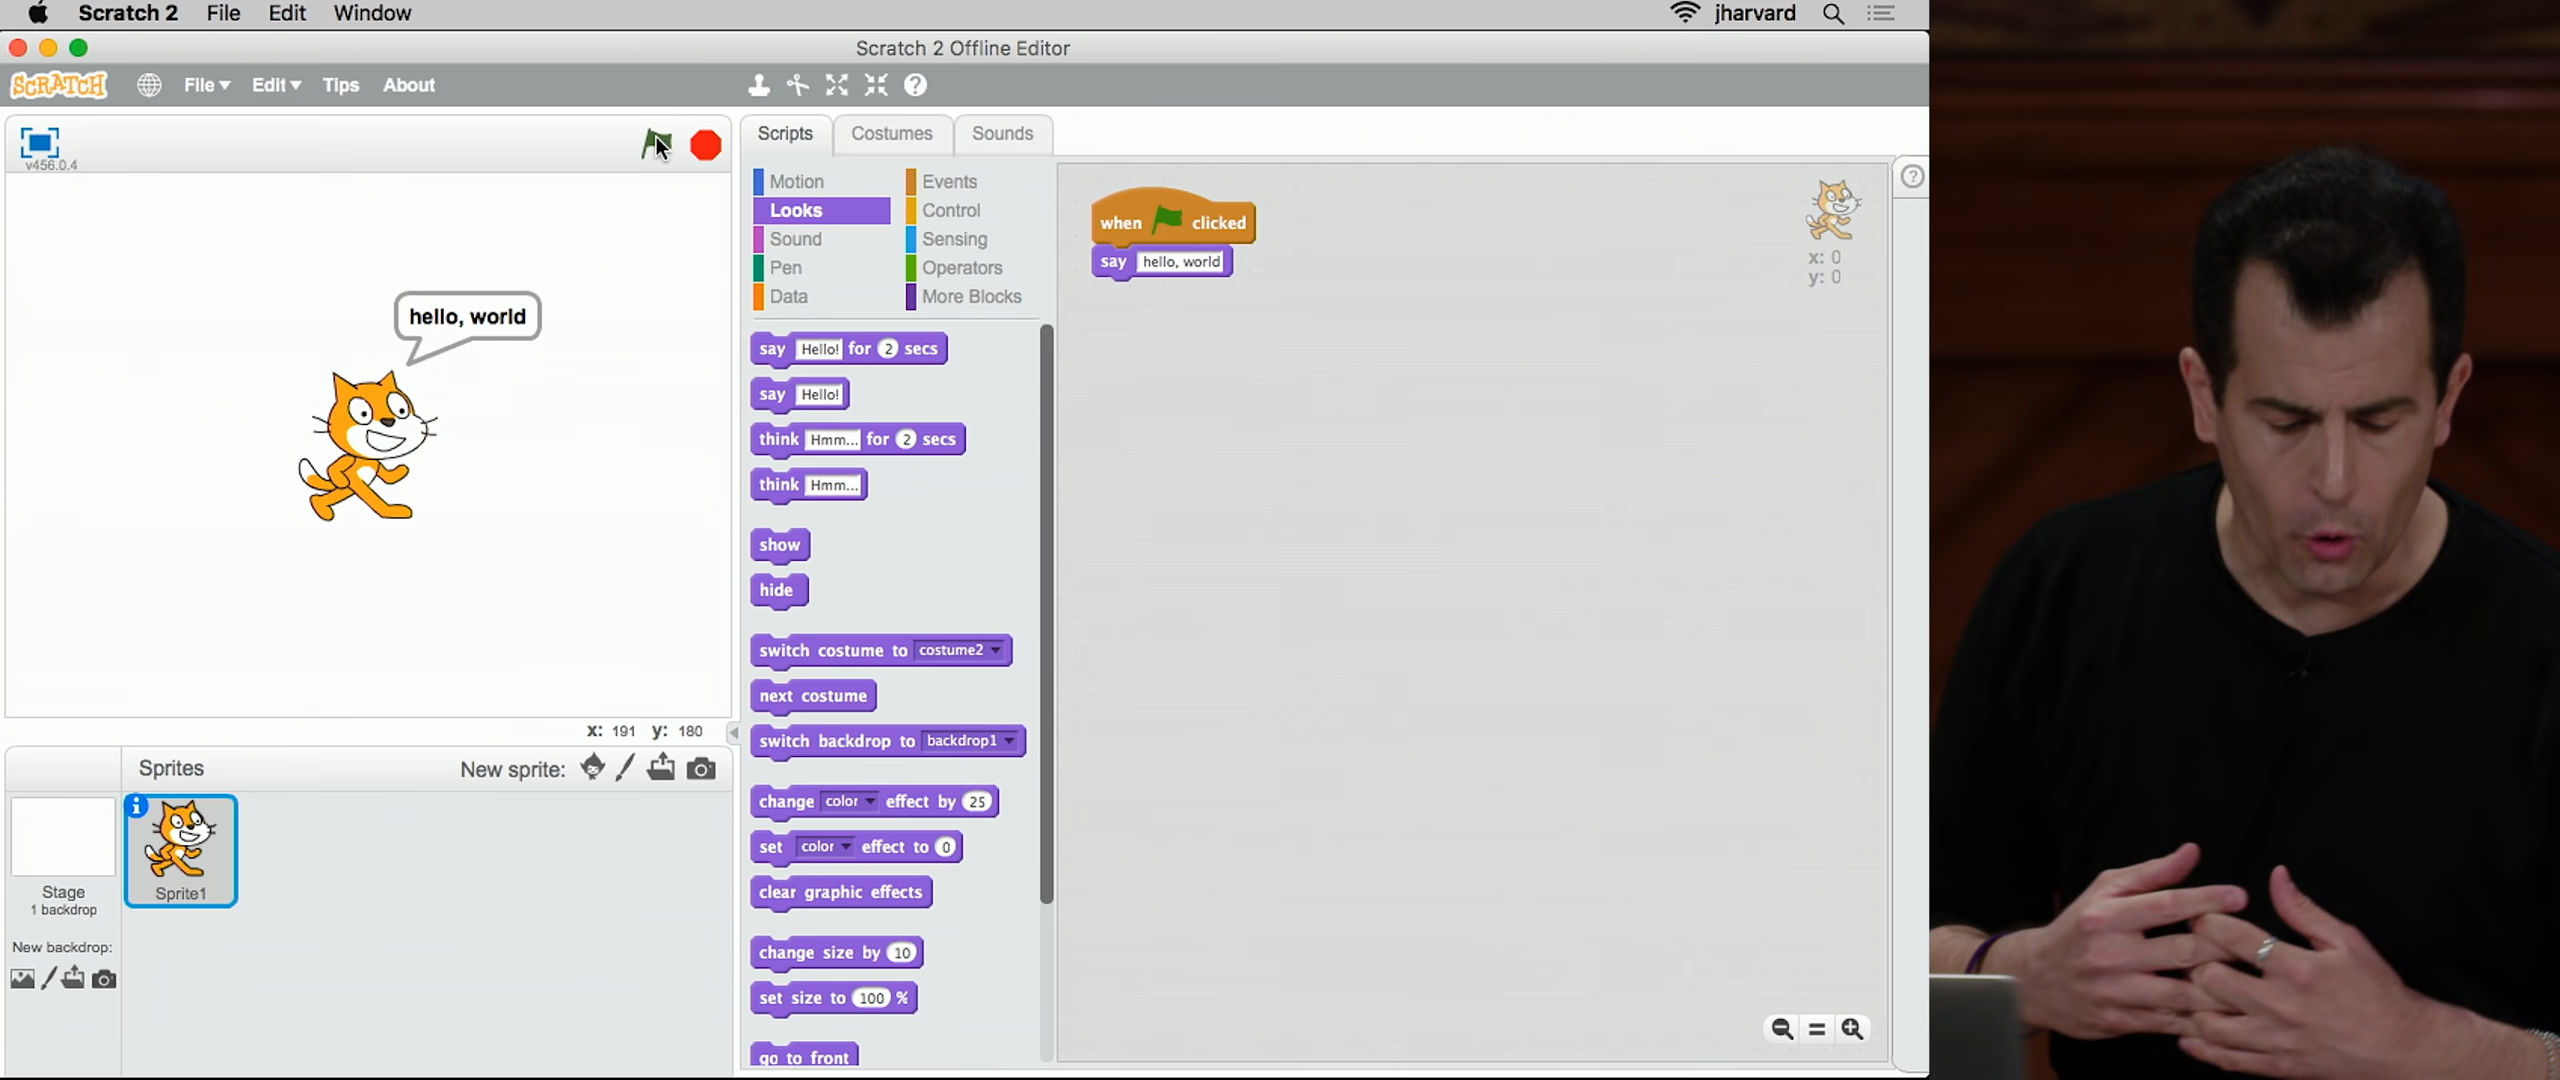 Scratch 2 File Edit Window jharvard
Scratch 2 Offline Editor
SCRATCH File Edit Tips About
v456.0.4
Scripts Costumes Sounds
Motion Events
Looks Control
Sound Sensing
Pen Operators
Data More Blocks
when clicked
say hello, world
x: 0
y: 0
hello, world
say Hello! for 2 secs
say Hello!
think Hmm... for 2 secs
think Hmm...
show
hide
switch costume to costume2
next costume
switch backdrop to backdrop1
change color effect by 25
set color effect to 0
clear graphic effects
change size by 10
set size to 100 %
go to front
x: 191 y: 180
Sprites New sprite:
Sprite1
Stage
1 backdrop
New backdrop: